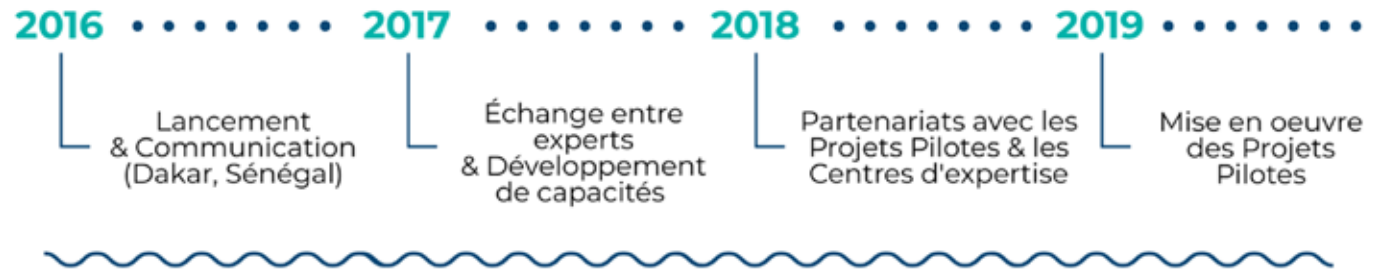 2016
Lancement
& Communication
(Dakar, Sénégal)
2017
Échange entre
experts
& Développement
de capacités
2018
Partenariats avec les
Projets Pilotes & les
Centres d'expertise
2019
Mise en oeuvre
des Projets
Pilotes